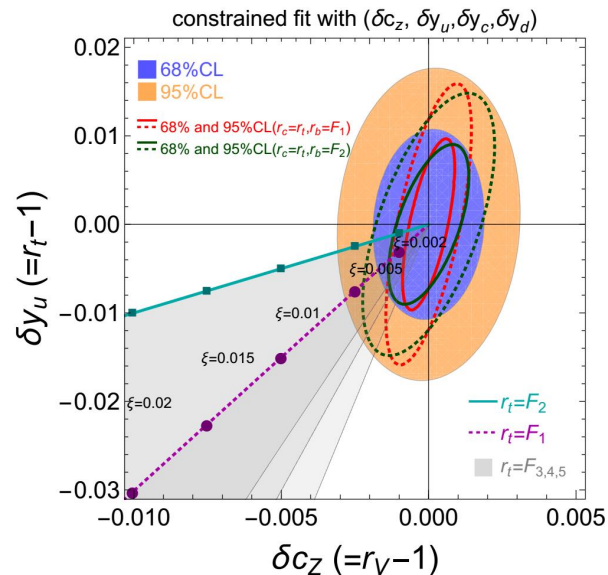 constrained fit with (δc_Z, δy_u,δy_c,δy_d)
0.02
0.01
0.00
−0.01
−0.02
−0.03
68%CL
95%CL
68% and 95%CL(r_c=r_t,r_b=F_1)
68% and 95%CL(r_c=r_t,r_b=F_2)
ξ=0.002
ξ=0.005
ξ=0.01
ξ=0.015
ξ=0.02
r_t=F_2
r_t=F_1
r_t=F_{3,4,5}
−0.010
−0.005
0.000
0.005
δc_Z (=r_V−1)
δy_u (=r_t−1)